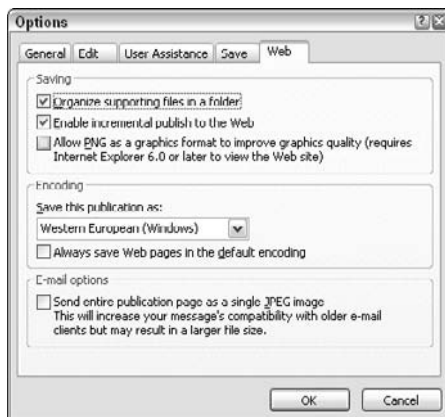 Options
General Edit User Assistance Save Web
Saving
Organize supporting files in a folder
Enable incremental publish to the Web
Allow PNG as a graphics format to improve graphics quality (requires
Internet Explorer 6.0 or later to view the Web site)
Encoding
Save this publication as:
Western European (Windows)
Always save Web pages in the default encoding
E-mail options
Send entire publication page as a single JPEG image
This will increase your message's compatibility with older e-mail
clients but may result in a larger file size.
OK Cancel